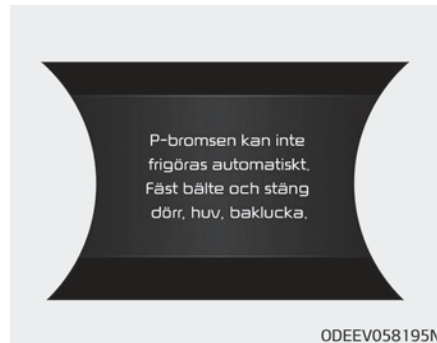 P-bromsen kan inte
frigöras automatiskt.
Fäst bälte och stäng
dörr, huv, baklucka.
ODEEV058195N